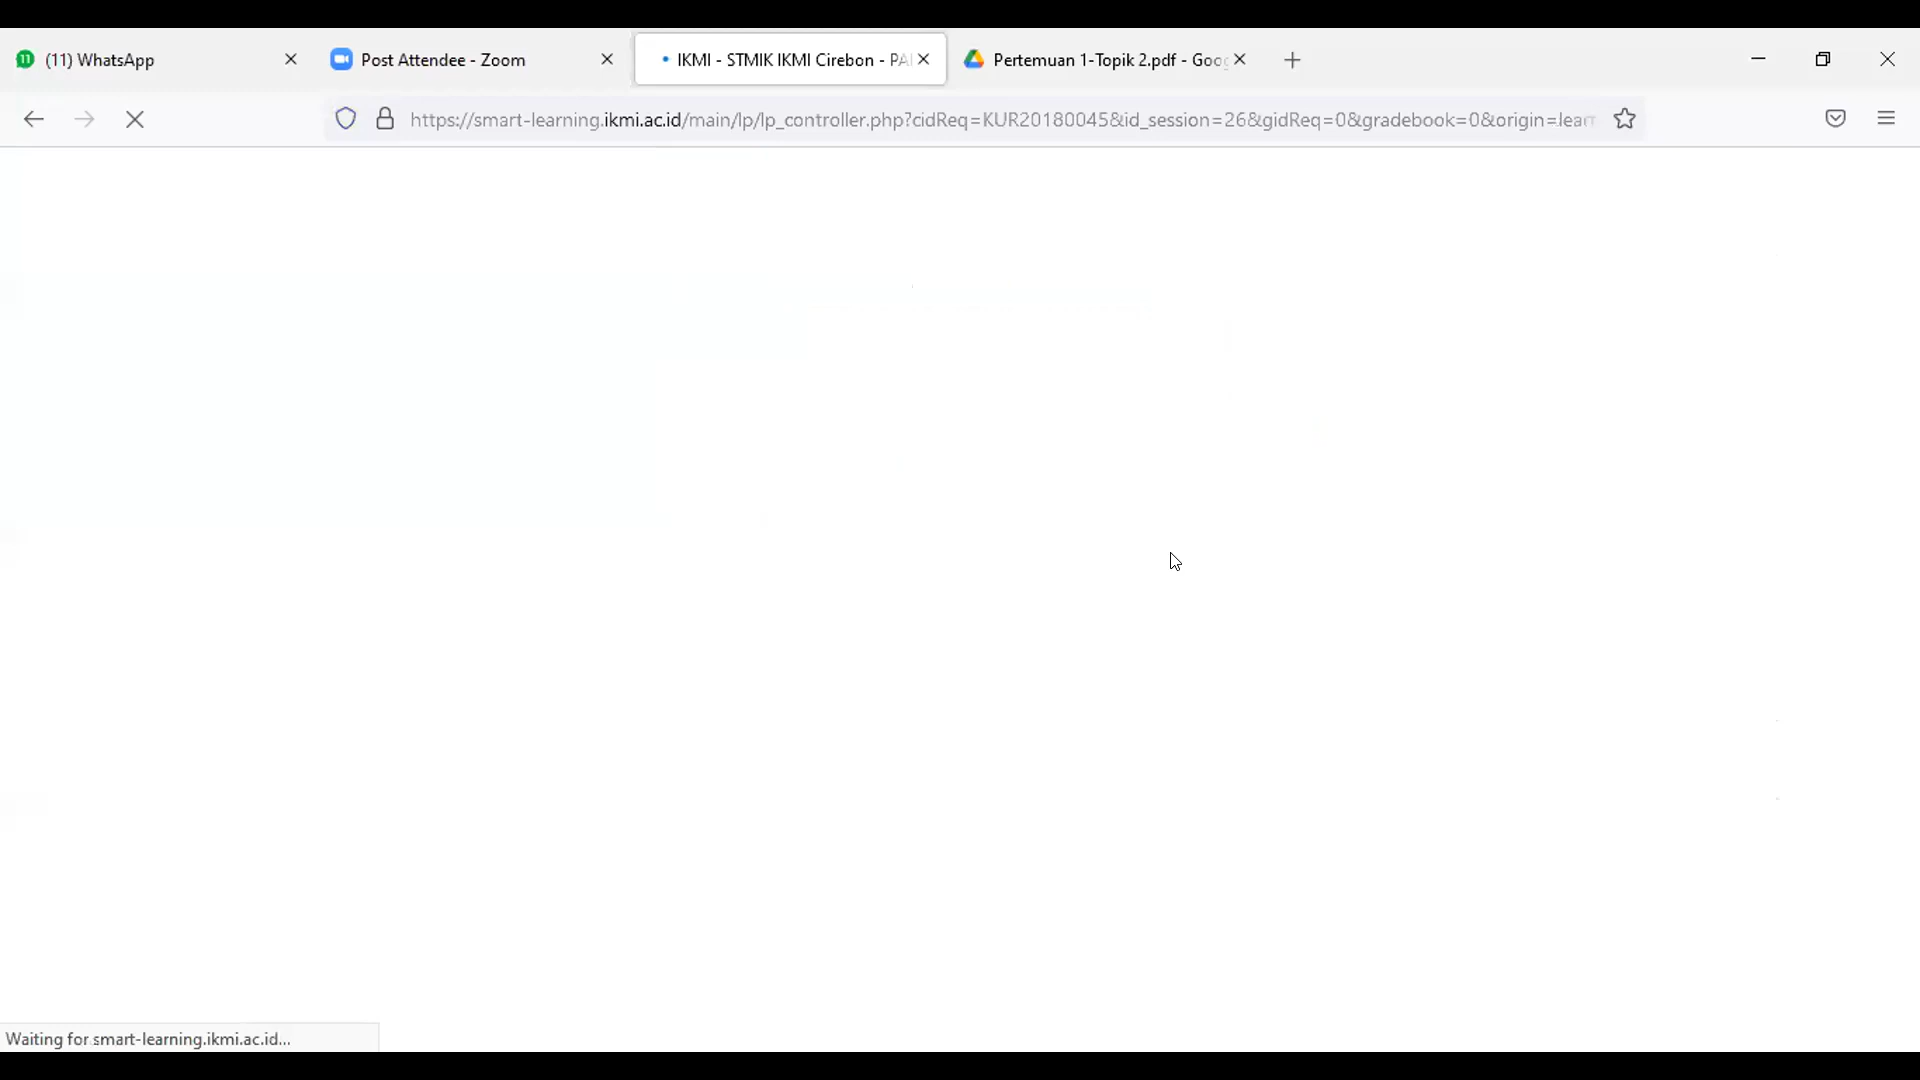 11 (11) WhatsApp
Post Attendee - Zoom
IKMI - STMIK IKMI Cirebon - PA
Pertemuan 1-Topik 2.pdf - Goo
https://smart-learning.ikmi.ac.id/main/lp/lp_controller.php?cidReq=KUR20180045&id_session=26&gidReq=0&gradebook=0&origin=lear
Waiting for smart-learning.ikmi.ac.id...